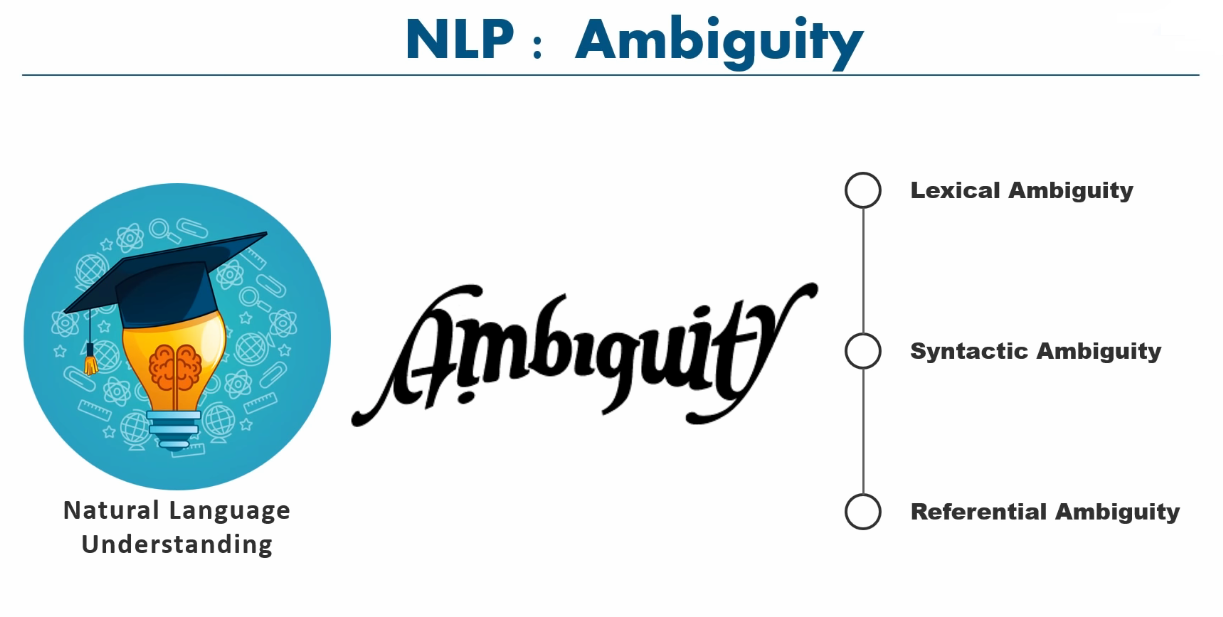 NLP : Ambiguity
Natural Language
Understanding
Ambiguity
Lexical Ambiguity
Syntactic Ambiguity
Referential Ambiguity